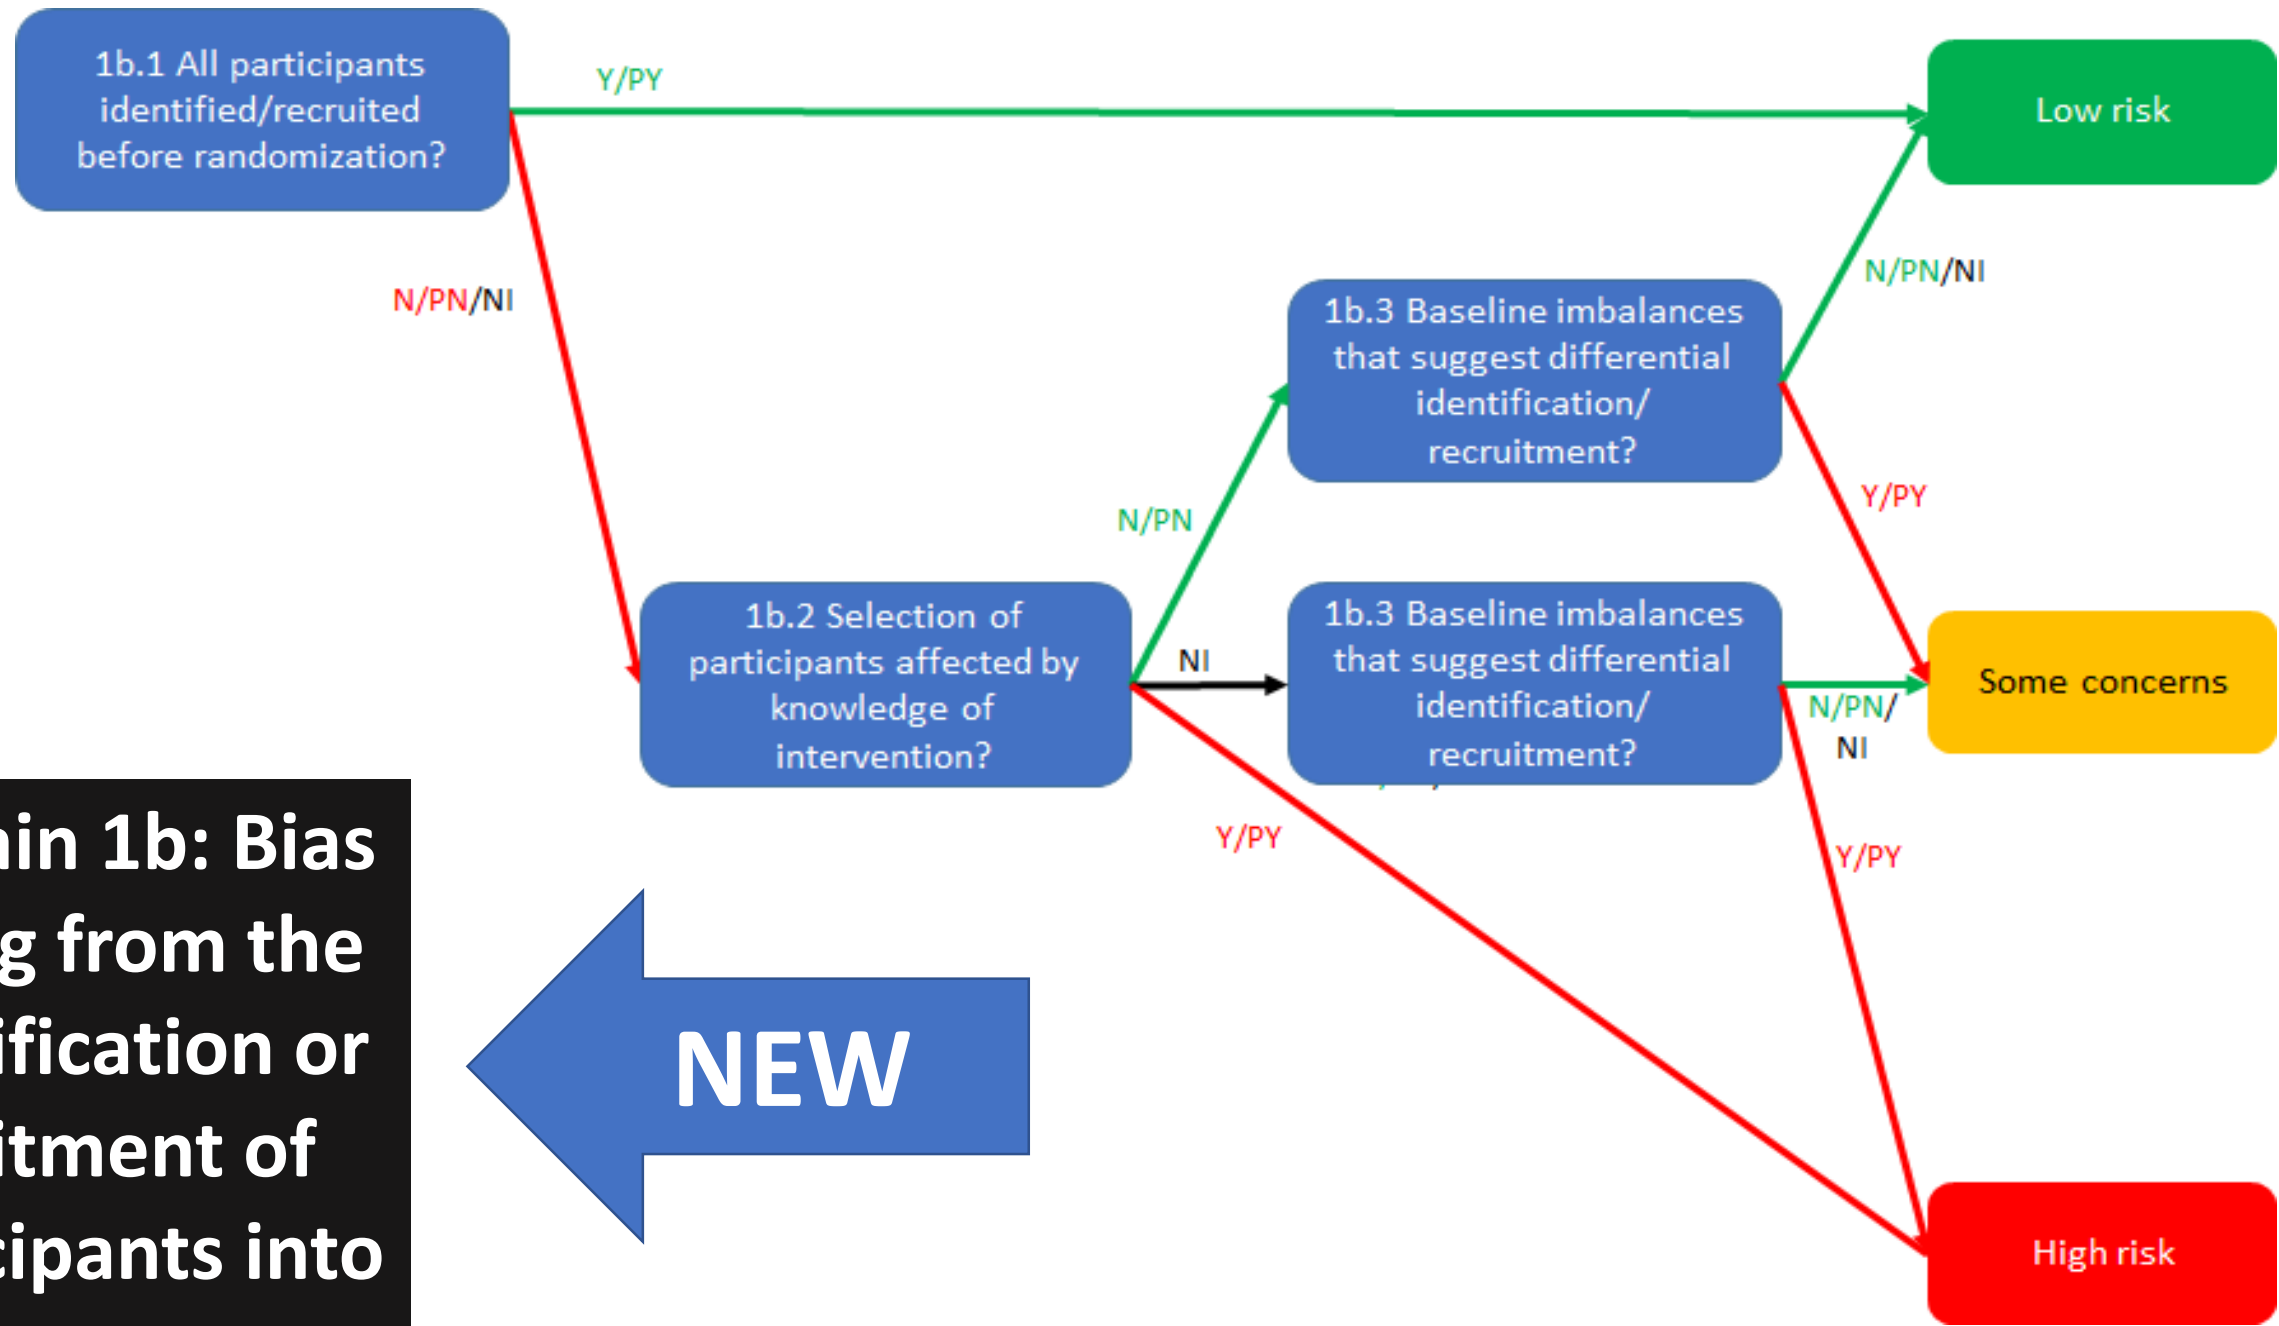 1b.1 All participants
identified/recruited
before randomization?
Y/PY
Low risk
N/PN/NI
N/PN/NI
1b.3 Baseline imbalances
that suggest differential
identification/
recruitment?
Y/PY
N/PN
1b.2 Selection of
participants affected by
knowledge of
intervention?
NI
1b.3 Baseline imbalances
that suggest differential
identification/
recruitment?
N/PN/
NI
Some concerns
Y/PY
Y/PY
High risk
ain 1b: Bias
g from the
ification or
itment of
cipants into
NEW